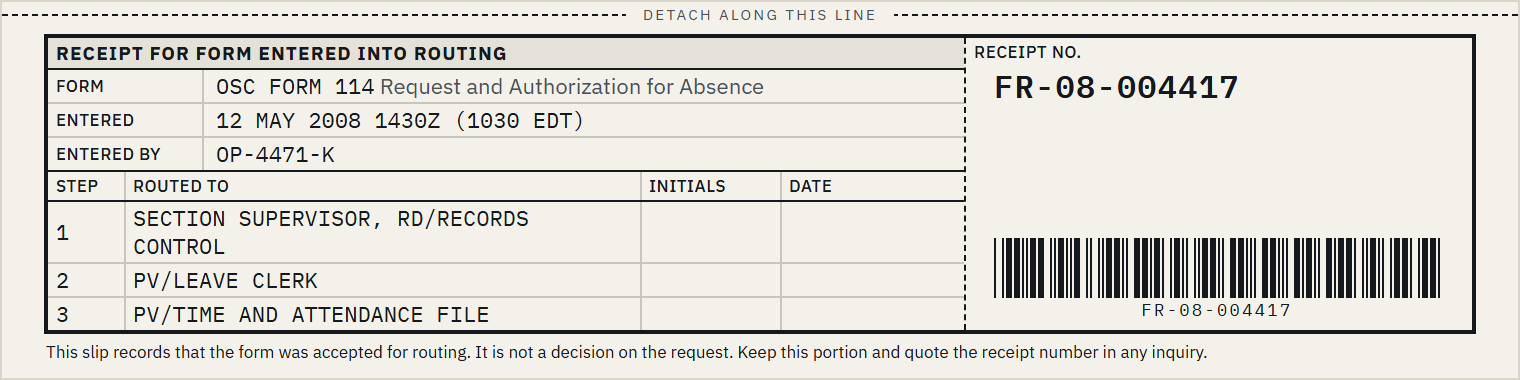 DETACH ALONG THIS LINE
RECEIPT FOR FORM ENTERED INTO ROUTING
FORM OSC FORM 114 Request and Authorization for Absence
ENTERED 12 MAY 2008 1430Z (1030 EDT)
ENTERED BY OP-4471-K
STEP ROUTED TO INITIALS DATE
1 SECTION SUPERVISOR, RD/RECORDS
CONTROL
2 PV/LEAVE CLERK
3 PV/TIME AND ATTENDANCE FILE
RECEIPT NO.
FR-08-004417
FR-08-004417
This slip records that the form was accepted for routing. It is not a decision on the request. Keep this portion and quote the receipt number in any inquiry.